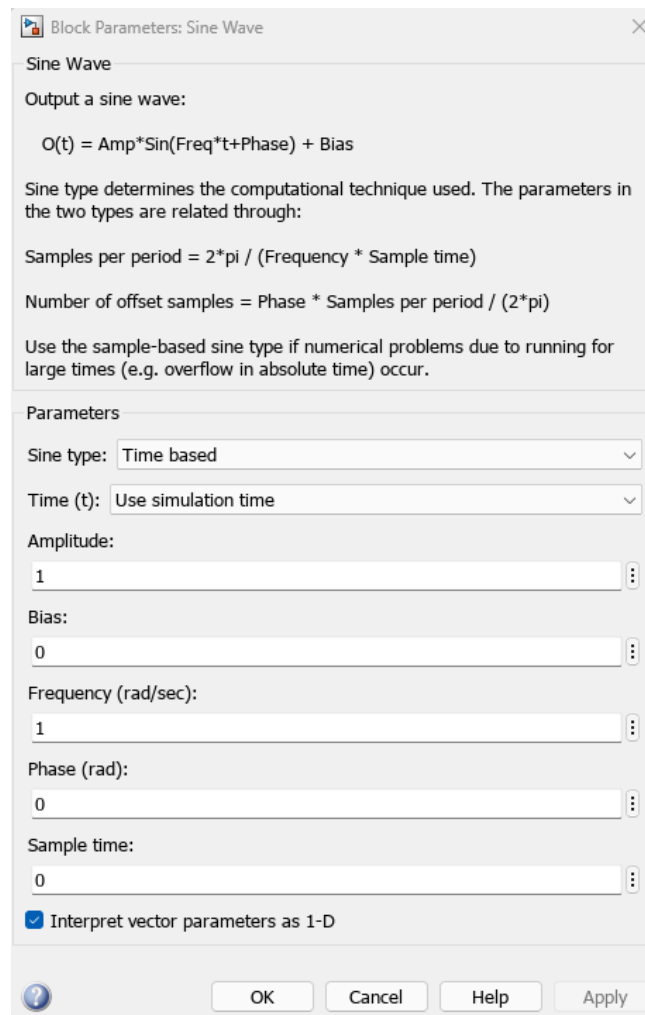 Block Parameters: Sine Wave
Sine Wave
Output a sine wave:
O(t) = Amp*Sin(Freq*t+Phase) + Bias
Sine type determines the computational technique used. The parameters in
the two types are related through:
Samples per period = 2*pi / (Frequency * Sample time)
Number of offset samples = Phase * Samples per period / (2*pi)
Use the sample-based sine type if numerical problems due to running for
large times (e.g. overflow in absolute time) occur.
Parameters
Sine type: Time based
Time (t): Use simulation time
Amplitude:
1
Bias:
0
Frequency (rad/sec):
1
Phase (rad):
0
Sample time:
0
Interpret vector parameters as 1-D
OK Cancel Help Apply